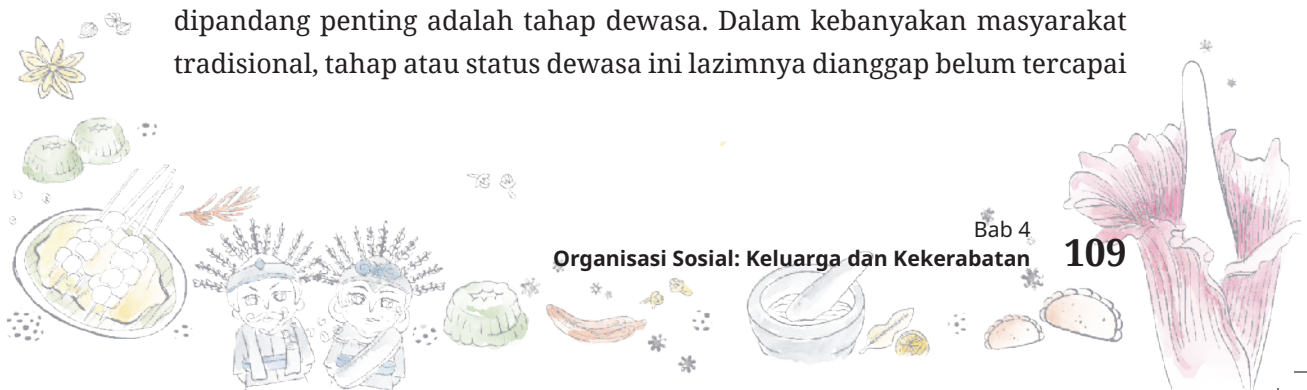 dipandang penting adalah tahap dewasa. Dalam kebanyakan masyarakat
tradisional, tahap atau status dewasa ini lazimnya dianggap belum tercapai
Bab 4
Organisasi Sosial: Keluarga dan Kekerabatan 109